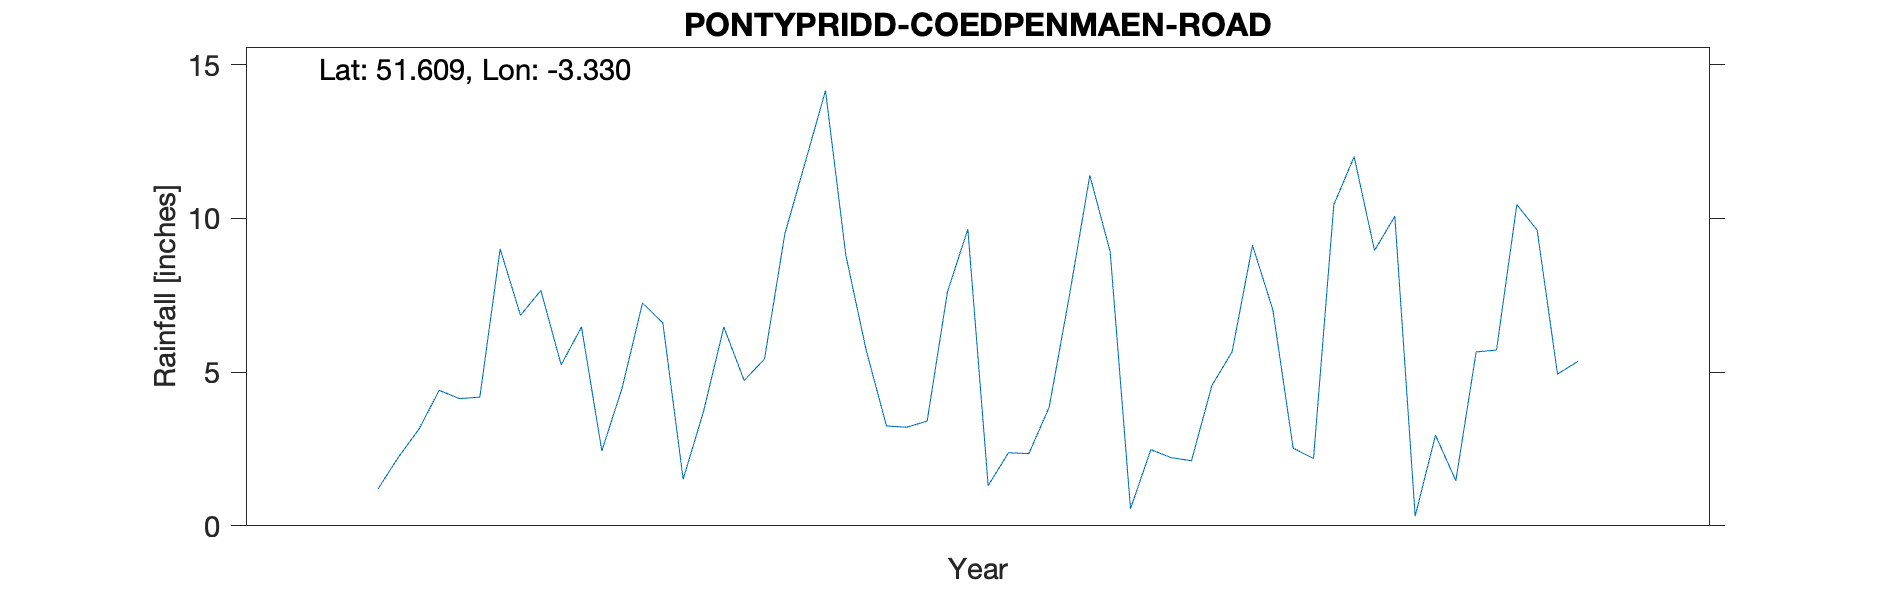 PONTYPRIDD-COEDPENMAEN-ROAD
Lat: 51.609, Lon: -3.330
15
10
5
0
Rainfall [inches]
Year